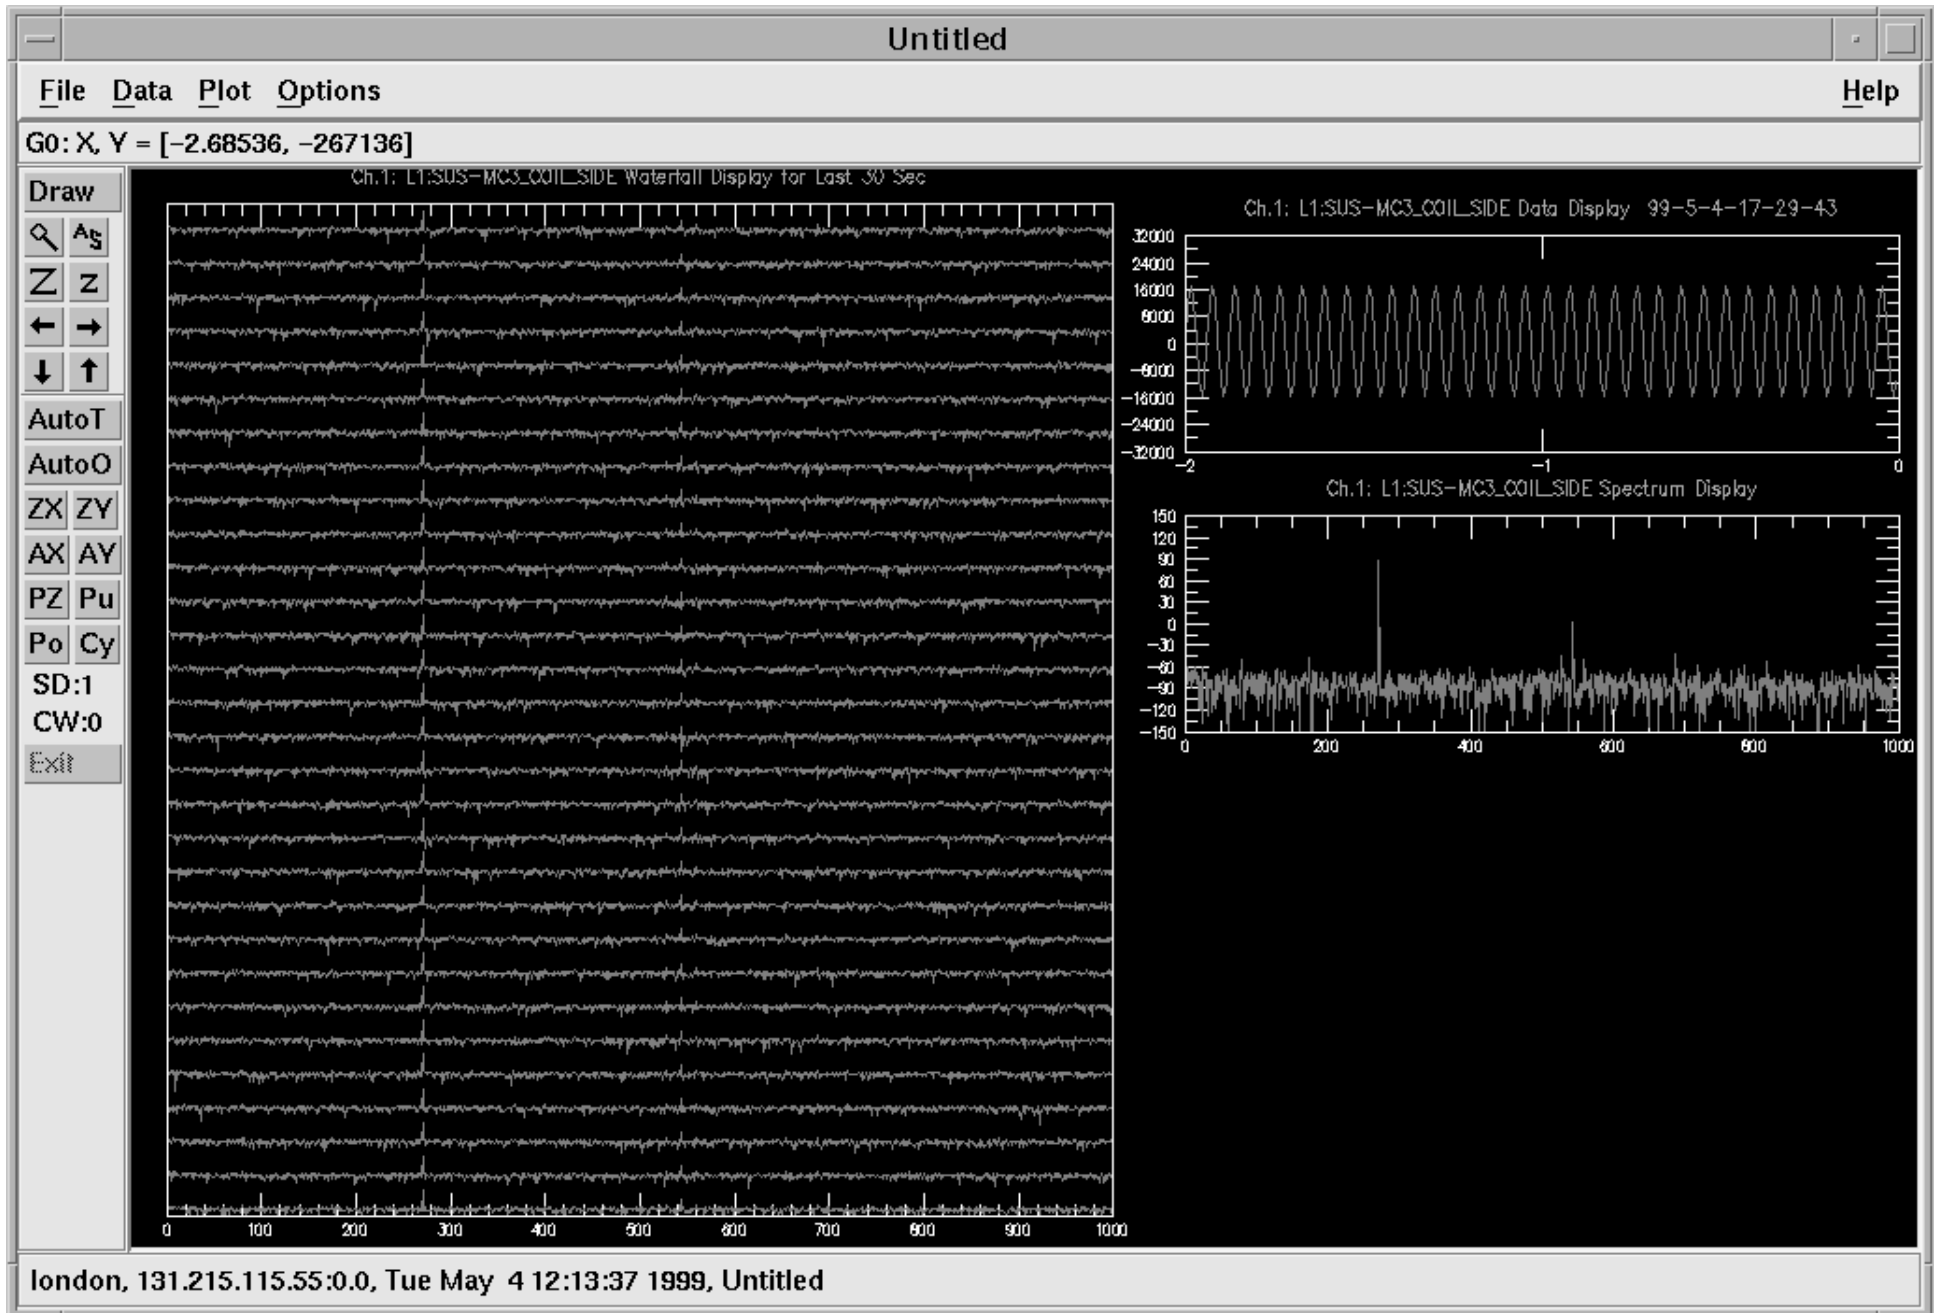 Untitled
File Data Plot Options Help
G0: X, Y = [-2.68536, -267136]
Draw
A S
Z z
AutoT
AutoO
ZX ZY
AX AY
PZ Pu
Po Cy
SD:1
CW:0
Exit
Ch.1: L1:SUS-MC3_COIL_SIDE Waterfall Display for Last 30 Sec
0 100 200 300 400 500 600 700 800 900 1000
Ch.1: L1:SUS-MC3_COIL_SIDE Data Display 99-5-4-17-29-43
32000
24000
16000
8000
0
-8000
-16000
-24000
-32000
-2 -1 0
Ch.1: L1:SUS-MC3_COIL_SIDE Spectrum Display
150
120
90
60
30
0
-30
-60
-90
-120
-150
0 200 400 600 800 1000
london, 131.215.115.55:0.0, Tue May 4 12:13:37 1999, Untitled